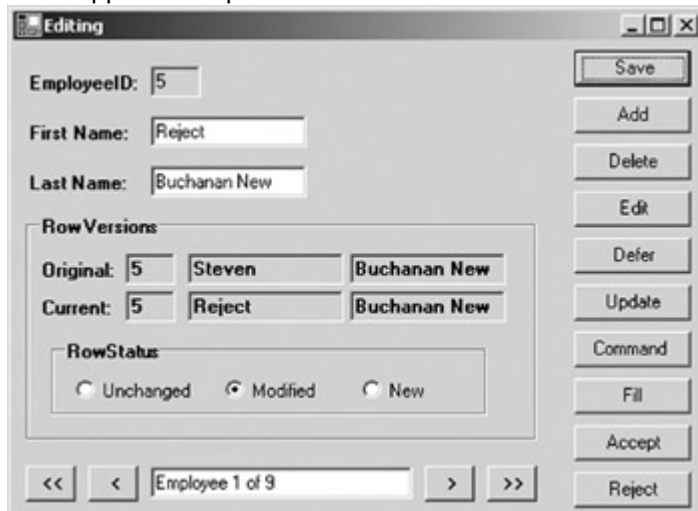 Editing
EmployeeID: 5
First Name: Reject
Last Name: Buchanan New
Row Versions
Original: 5 Steven Buchanan New
Current: 5 Reject Buchanan New
RowStatus
Unchanged Modified New
<< < Employee 1 of 9 > >>
Save
Add
Delete
Edit
Defer
Update
Command
Fill
Accept
Reject